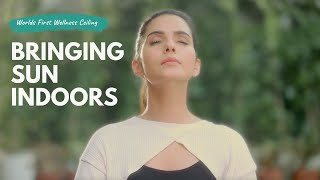 Worlds First Wellness Ceiling
BRINGING
SUN
INDOORS